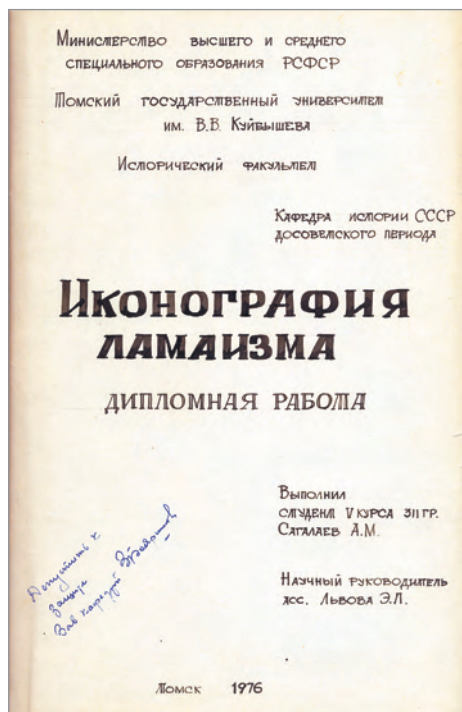 Министерство высшего и среднего
специального образования РСФСР
Томский государственный университет
им. В.В. Куйбышева
Исторический факультет
Кафедра истории СССР
досоветского периода
Иконография
ламаизма
дипломная работа
Выполнил
студент V курса 311 гр.
Сагалаев А.М.
Научный руководитель
асс. Львова Э.Л.
Допустить к
защите
Зав кафедрой
Томск 1976